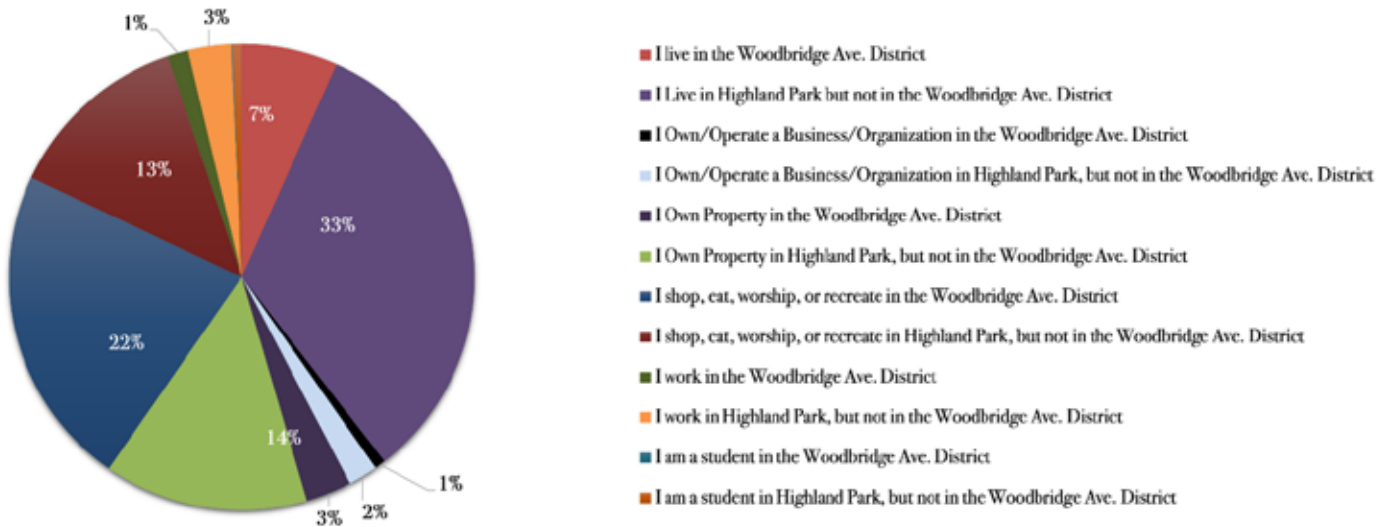 1%
3%
7%
13%
33%
22%
14%
3%
2%
1%
I live in the Woodbridge Ave. District
I Live in Highland Park but not in the Woodbridge Ave. District
I Own/Operate a Business/Organization in the Woodbridge Ave. District
I Own/Operate a Business/Organization in Highland Park, but not in the Woodbridge Ave. District
I Own Property in the Woodbridge Ave. District
I Own Property in Highland Park, but not in the Woodbridge Ave. District
I shop, eat, worship, or recreate in the Woodbridge Ave. District
I shop, eat, worship, or recreate in Highland Park, but not in the Woodbridge Ave. District
I work in the Woodbridge Ave. District
I work in Highland Park, but not in the Woodbridge Ave. District
I am a student in the Woodbridge Ave. District
I am a student in Highland Park, but not in the Woodbridge Ave. District